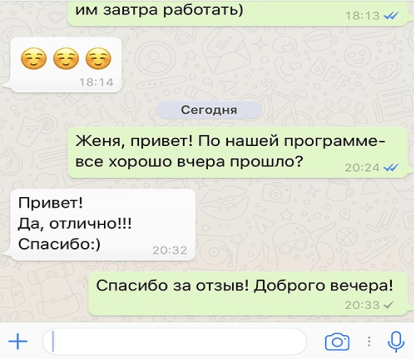 им завтра работать)
18:13
☺️☺️☺️
18:14
Сегодня
Женя, привет! По нашей программе-
все хорошо вчера прошло?
20:24
Привет!
Да, отлично!!!
Спасибо:)
20:32
Спасибо за отзыв! Доброго вечера!
20:33